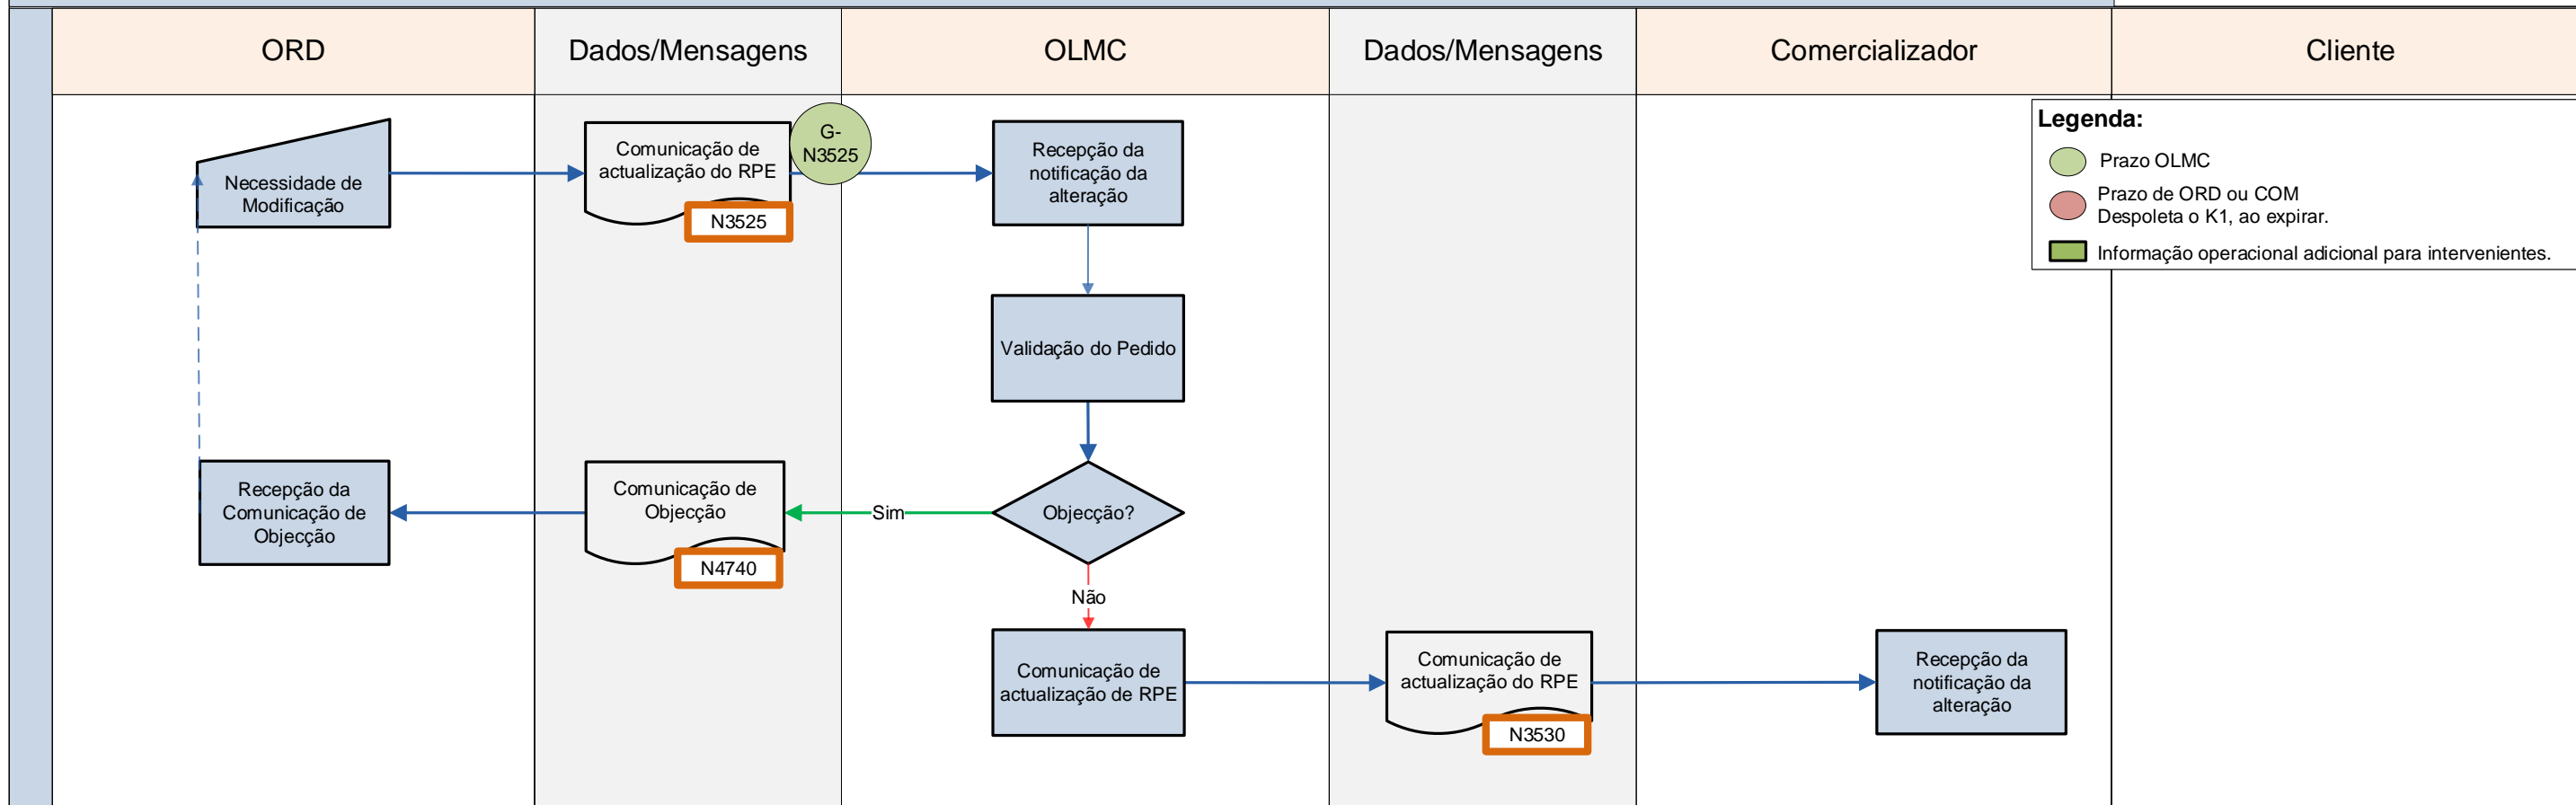 ORD
Dados/Mensagens
OLMC
Dados/Mensagens
Comercializador
Cliente
Necessidade de
Modificação
Comunicação de
actualização do RPE
N3525
G-
N3525
Recepção da
notificação da
alteração
Legenda:
Prazo OLMC
Prazo de ORD ou COM
Despoleta o K1, ao expirar.
Informação operacional adicional para intervenientes.
Validação do Pedido
Recepção da
Comunicação de
Objecção
Comunicação de
Objecção
N4740
Sim
Objecção?
Não
Comunicação de
actualização de RPE
Comunicação de
actualização do RPE
N3530
Recepção da
notificação da
alteração